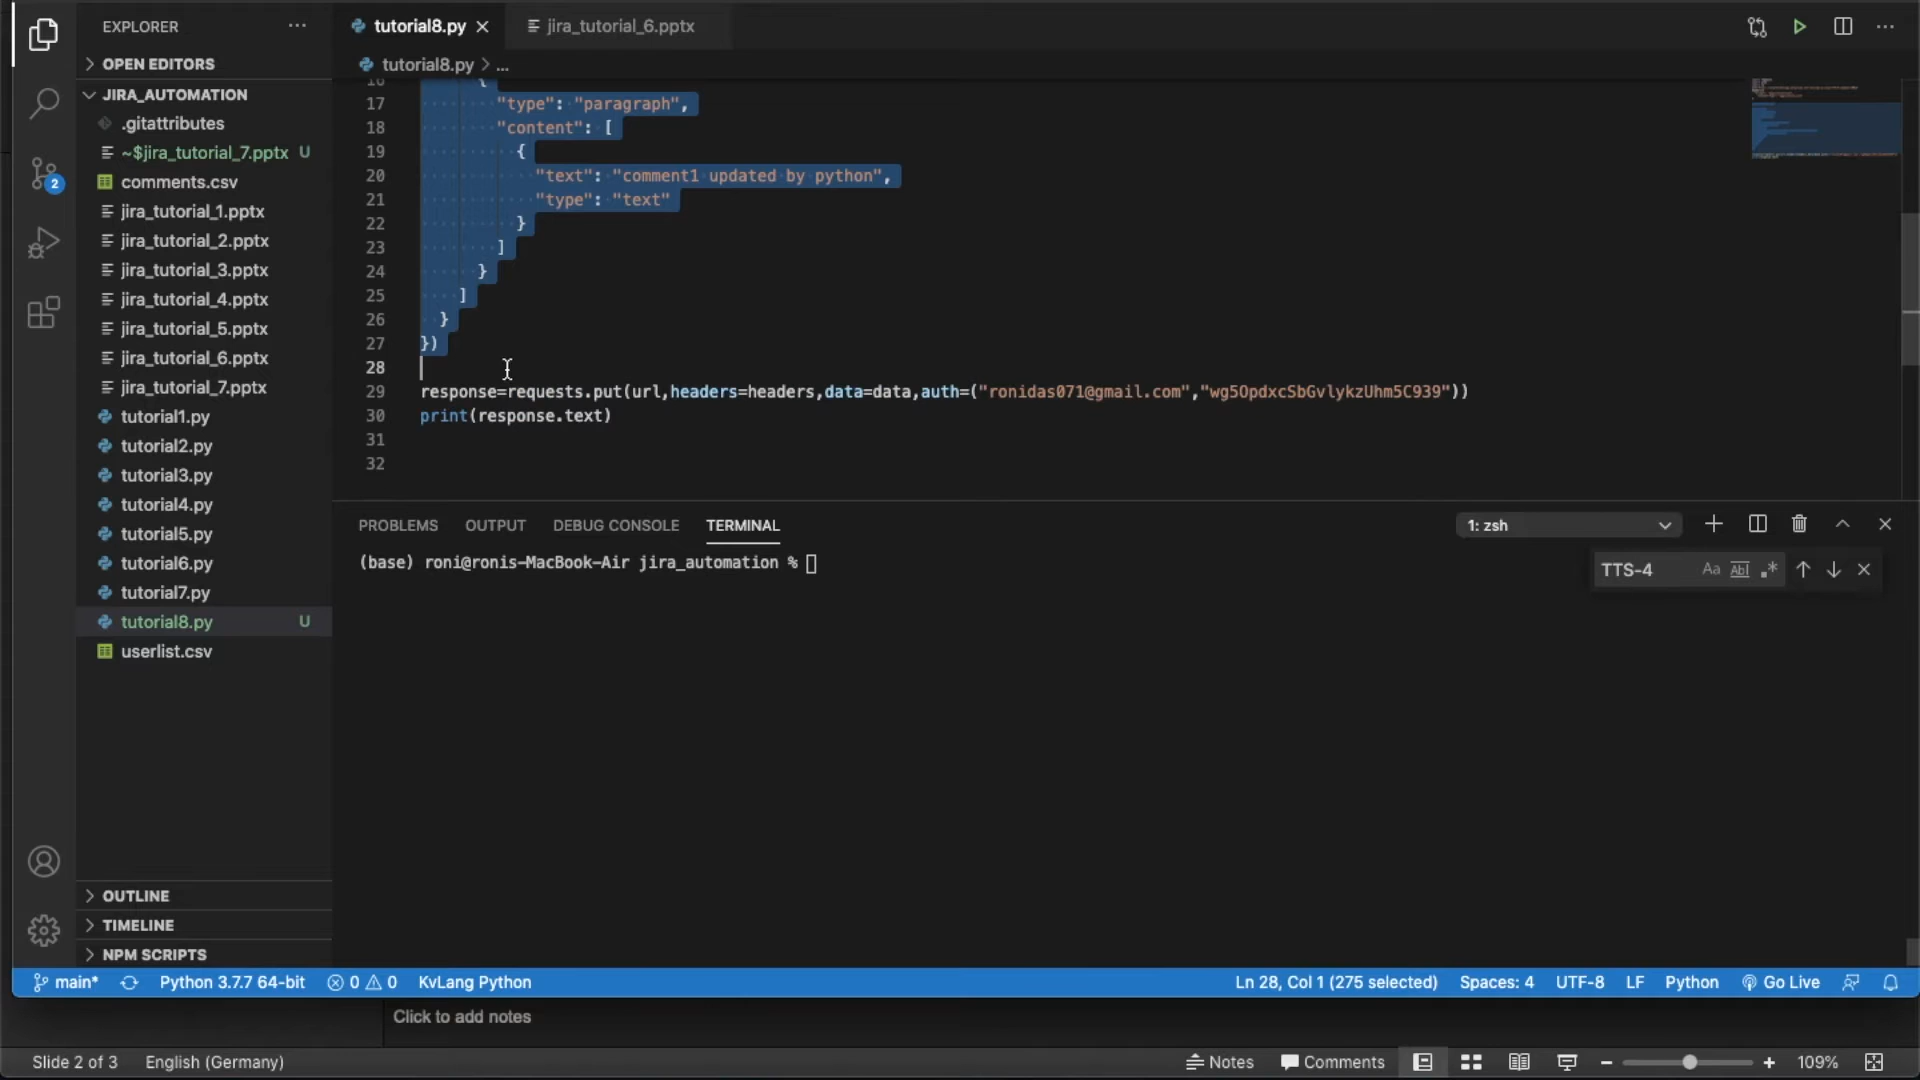 EXPLORER
tutorial8.py
jira_tutorial_6.pptx
OPEN EDITORS
tutorial8.py > ...
JIRA_AUTOMATION
.gitattributes
~$jira_tutorial_7.pptx U
comments.csv
jira_tutorial_1.pptx
jira_tutorial_2.pptx
jira_tutorial_3.pptx
jira_tutorial_4.pptx
jira_tutorial_5.pptx
jira_tutorial_6.pptx
jira_tutorial_7.pptx
tutorial1.py
tutorial2.py
tutorial3.py
tutorial4.py
tutorial5.py
tutorial6.py
tutorial7.py
tutorial8.py U
userlist.csv
OUTLINE
TIMELINE
NPM SCRIPTS
2
16 {
17 "type": "paragraph",
18 "content": [
19 {
20 "text": "comment1 updated by python",
21 "type": "text"
22 }
23 ]
24 }
25 ]
26 }
27 })
28
29 response=requests.put(url,headers=headers,data=data,auth=("ronidas071@gmail.com","wg5OpdxcSbGvlykzUhm5C939"))
30 print(response.text)
31
32
PROBLEMS OUTPUT DEBUG CONSOLE TERMINAL
1: zsh
(base) roni@ronis-MacBook-Air jira_automation %
TTS-4 Aa Abl .*
main* Python 3.7.7 64-bit 0 0 KvLang Python
Ln 28, Col 1 (275 selected) Spaces: 4 UTF-8 LF Python Go Live
Click to add notes
Slide 2 of 3 English (Germany)
Notes Comments 109%